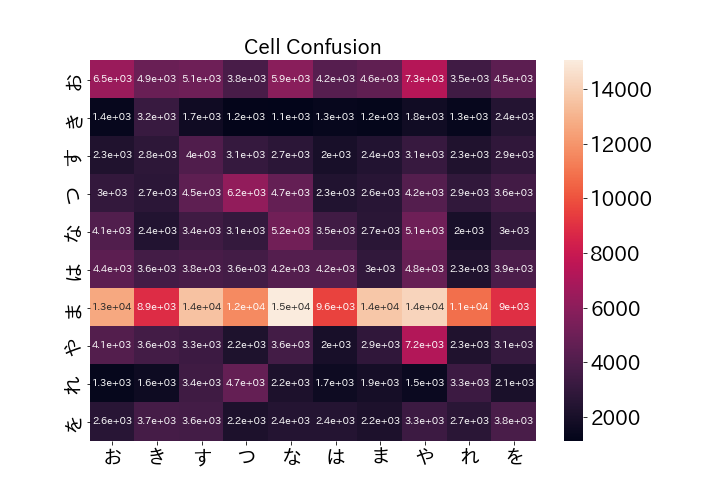 Cell Confusion
お 6.5e+03 4.9e+03 5.1e+03 3.8e+03 5.9e+03 4.2e+03 4.6e+03 7.3e+03 3.5e+03 4.5e+03
き 1.4e+03 3.2e+03 1.7e+03 1.2e+03 1.1e+03 1.3e+03 1.2e+03 1.8e+03 1.3e+03 2.4e+03
す 2.3e+03 2.8e+03 4e+03 3.1e+03 2.7e+03 2e+03 2.4e+03 3.1e+03 2.3e+03 2.9e+03
つ 3e+03 2.7e+03 4.5e+03 6.2e+03 4.7e+03 2.3e+03 2.6e+03 4.2e+03 2.9e+03 3.6e+03
な 4.1e+03 2.4e+03 3.4e+03 3.1e+03 5.2e+03 3.5e+03 2.7e+03 5.1e+03 2e+03 3e+03
は 4.4e+03 3.6e+03 3.8e+03 3.6e+03 4.2e+03 4.2e+03 3e+03 4.8e+03 2.3e+03 3.9e+03
ま 1.3e+04 8.9e+03 1.4e+04 1.2e+04 1.5e+04 9.6e+03 1.4e+04 1.4e+04 1.1e+04 9e+03
や 4.1e+03 3.6e+03 3.3e+03 2.2e+03 3.6e+03 2e+03 2.9e+03 7.2e+03 2.3e+03 3.1e+03
れ 1.3e+03 1.6e+03 3.4e+03 4.7e+03 2.2e+03 1.7e+03 1.9e+03 1.5e+03 3.3e+03 2.1e+03
を 2.6e+03 3.7e+03 3.6e+03 2.2e+03 2.4e+03 2.4e+03 2.2e+03 3.3e+03 2.7e+03 3.8e+03
お き す つ な は ま や れ を
14000
12000
10000
8000
6000
4000
2000